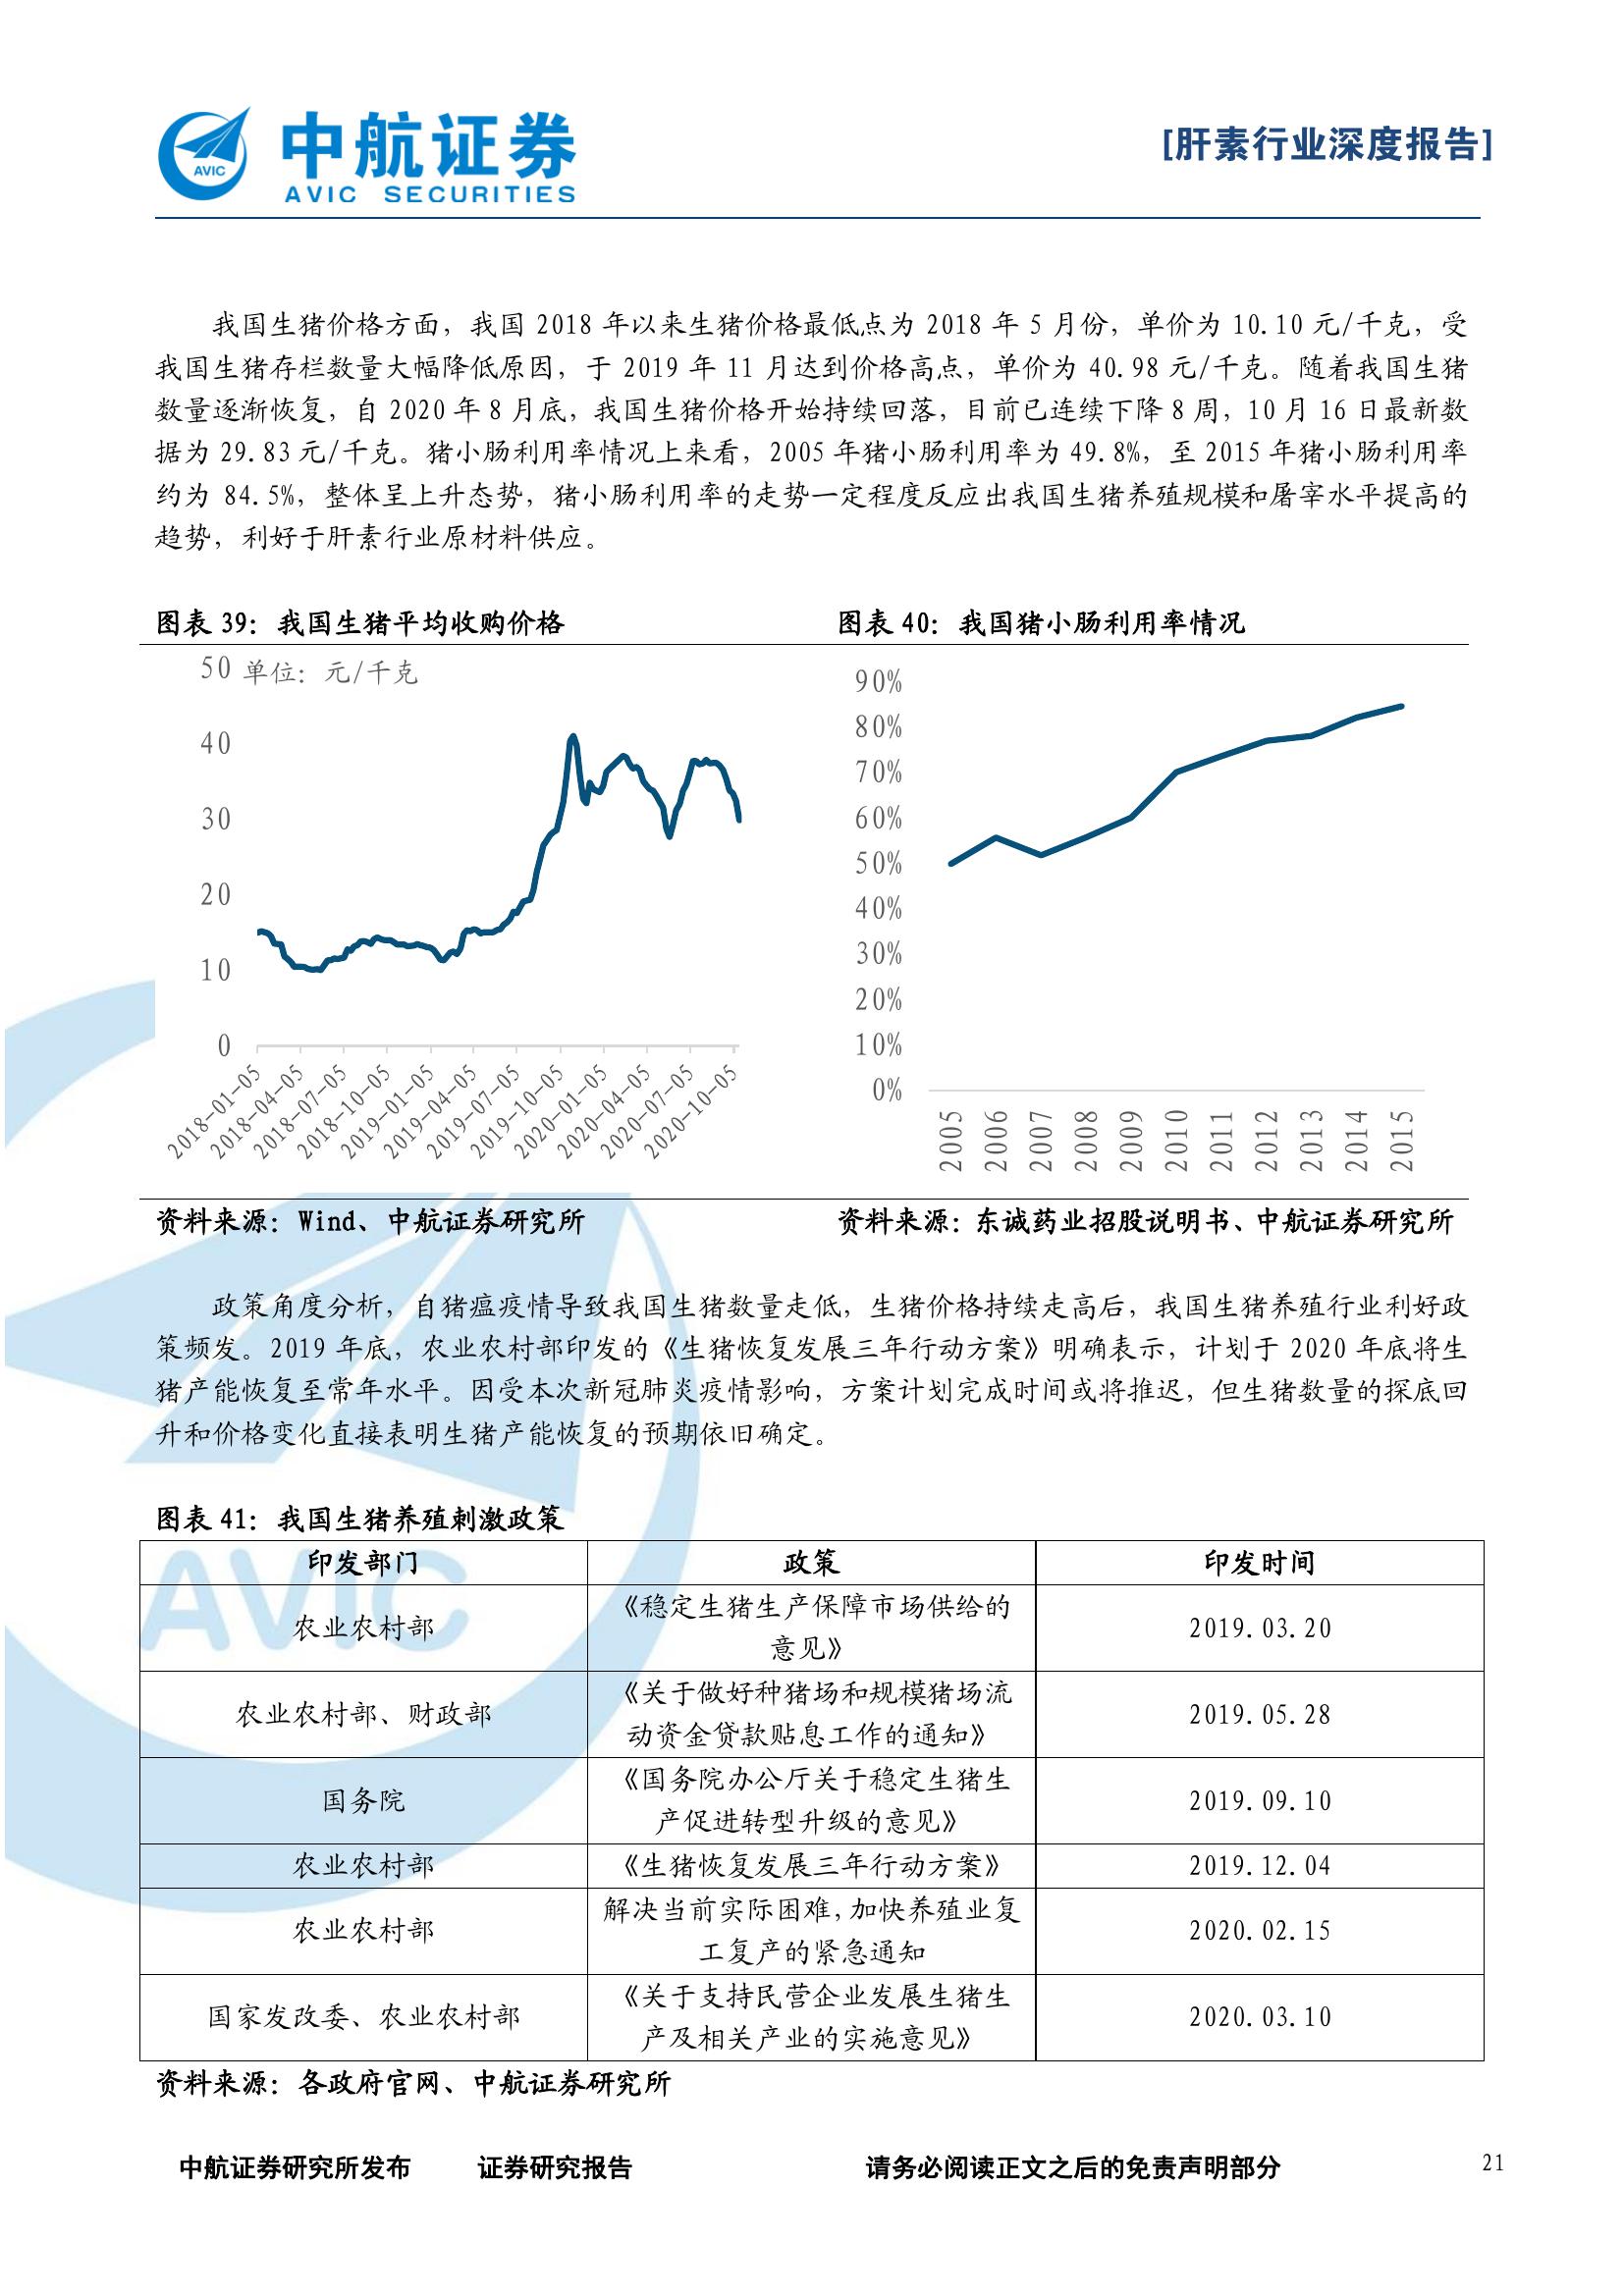 中航证券
AVIC SECURITIES
AVIC
[肝素行业深度报告]
我国生猪价格方面，我国 2018 年以来生猪价格最低点为 2018 年 5 月份，单价为 10.10 元/千克，受
我国生猪存栏数量大幅降低原因，于 2019 年 11 月达到价格高点，单价为 40.98 元/千克。随着我国生猪
数量逐渐恢复，自 2020 年 8 月底，我国生猪价格开始持续回落，目前已连续下降 8 周，10 月 16 日最新数
据为 29.83 元/千克。猪小肠利用率情况上来看，2005 年猪小肠利用率为 49.8%，至 2015 年猪小肠利用率
约为 84.5%，整体呈上升态势，猪小肠利用率的走势一定程度反应出我国生猪养殖规模和屠宰水平提高的
趋势，利好于肝素行业原材料供应。
图表 39：我国生猪平均收购价格
50
单位：元/千克
40
30
20
10
0
2018-01-05
2018-04-05
2018-07-05
2018-10-05
2019-01-05
2019-04-05
2019-07-05
2019-10-05
2020-01-05
2020-04-05
2020-07-05
2020-10-05
资料来源：Wind、中航证券研究所
图表 40：我国猪小肠利用率情况
90%
80%
70%
60%
50%
40%
30%
20%
10%
0%
2005
2006
2007
2008
2009
2010
2011
2012
2013
2014
2015
资料来源：东诚药业招股说明书、中航证券研究所
政策角度分析，自猪瘟疫情导致我国生猪数量走低，生猪价格持续走高后，我国生猪养殖行业利好政
策频发。2019 年底，农业农村部印发的《生猪恢复发展三年行动方案》明确表示，计划于 2020 年底将生
猪产能恢复至常年水平。因受本次新冠肺炎疫情影响，方案计划完成时间或将推迟，但生猪数量的探底回
升和价格变化直接表明生猪产能恢复的预期依旧确定。
图表 41：我国生猪养殖刺激政策
印发部门 政策 印发时间
农业农村部
《稳定生猪生产保障市场供给的
意见》
2019.03.20
农业农村部、财政部
《关于做好种猪场和规模猪场流
动资金贷款贴息工作的通知》
2019.05.28
国务院
《国务院办公厅关于稳定生猪生
产促进转型升级的意见》
2019.09.10
农业农村部 《生猪恢复发展三年行动方案》 2019.12.04
农业农村部
解决当前实际困难,加快养殖业复
工复产的紧急通知
2020.02.15
国家发改委、农业农村部
《关于支持民营企业发展生猪生
产及相关产业的实施意见》
2020.03.10
资料来源：各政府官网、中航证券研究所
AVIC
中航证券研究所发布 证券研究报告 请务必阅读正文之后的免责声明部分 21